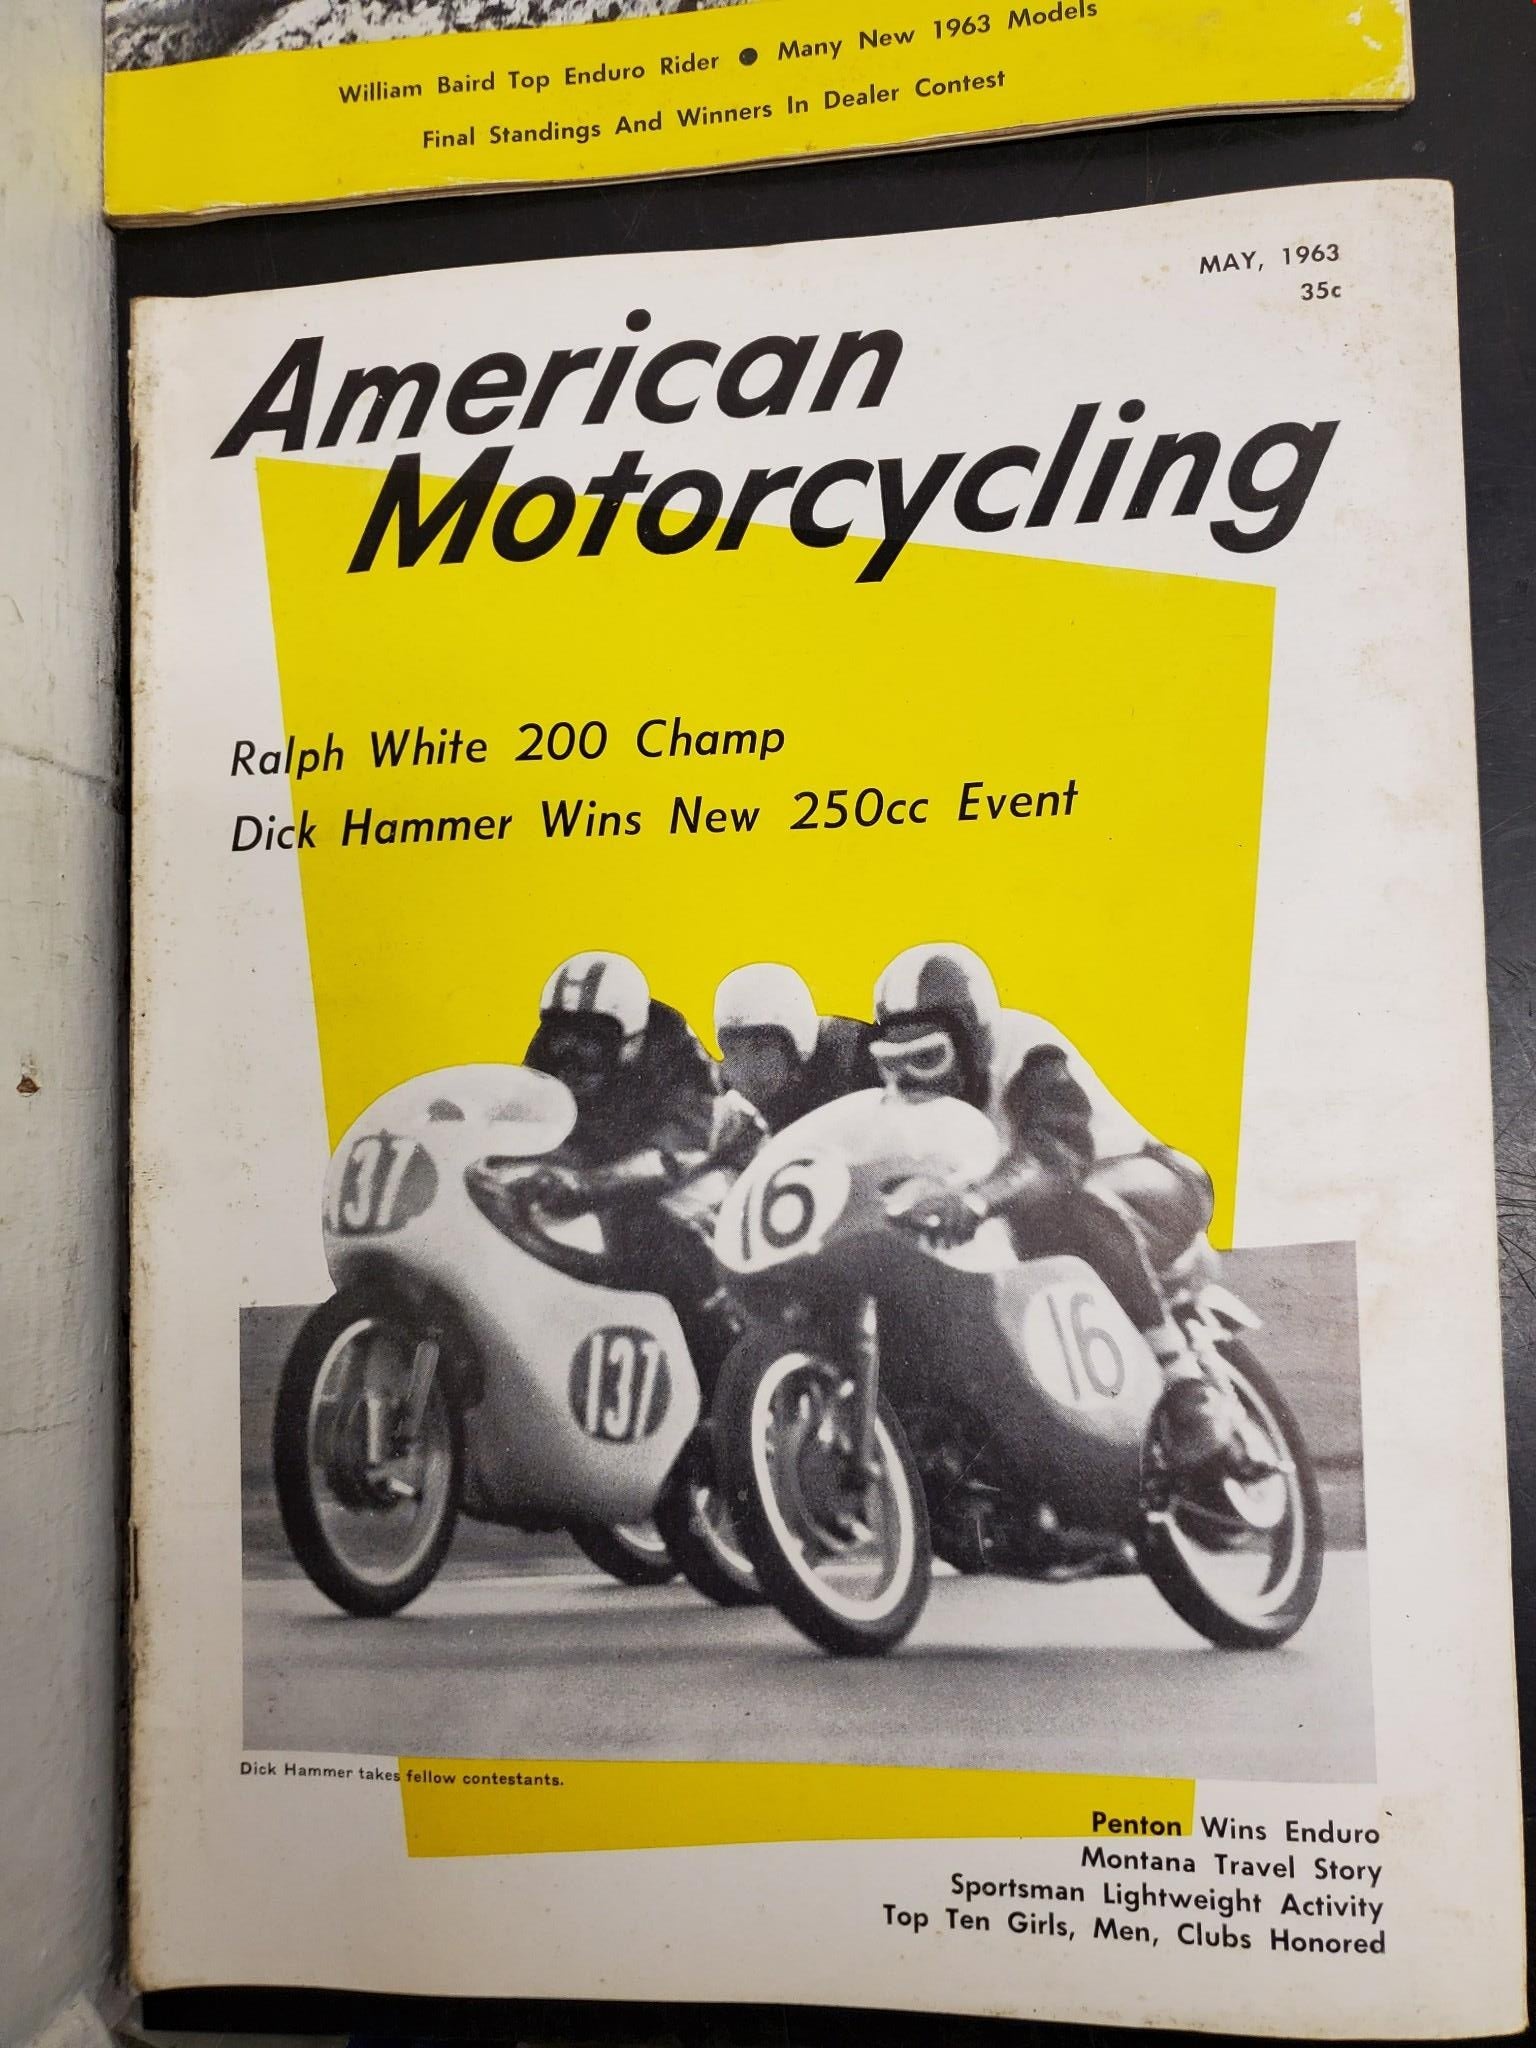 William Baird Top Enduro Rider ● Many New 1963 Models
Final Standings And Winners In Dealer Contest
MAY, 1963
35c
American
Motorcycling
Ralph White 200 Champ
Dick Hammer Wins New 250cc Event
137
16
137
16
Dick Hammer takes fellow contestants.
Penton Wins Enduro
Montana Travel Story
Sportsman Lightweight Activity
Top Ten Girls, Men, Clubs Honored